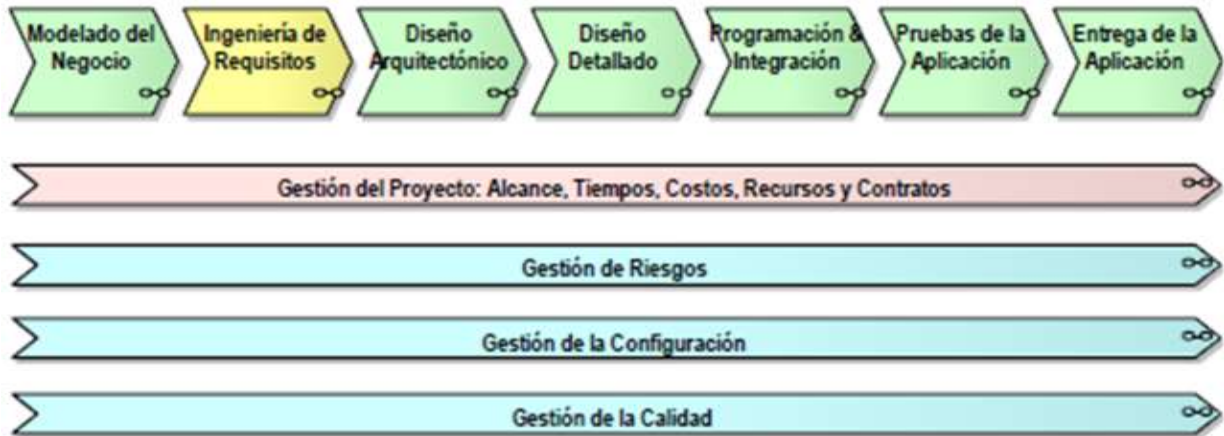 Modelado del
Negocio
Ingeniería de
Requisitos
Diseño
Arquitectónico
Diseño
Detallado
Programación &
Integración
Pruebas de la
Aplicación
Entrega de la
Aplicación
Gestión del Proyecto: Alcance, Tiempos, Costos, Recursos y Contratos
Gestión de Riesgos
Gestión de la Configuración
Gestión de la Calidad